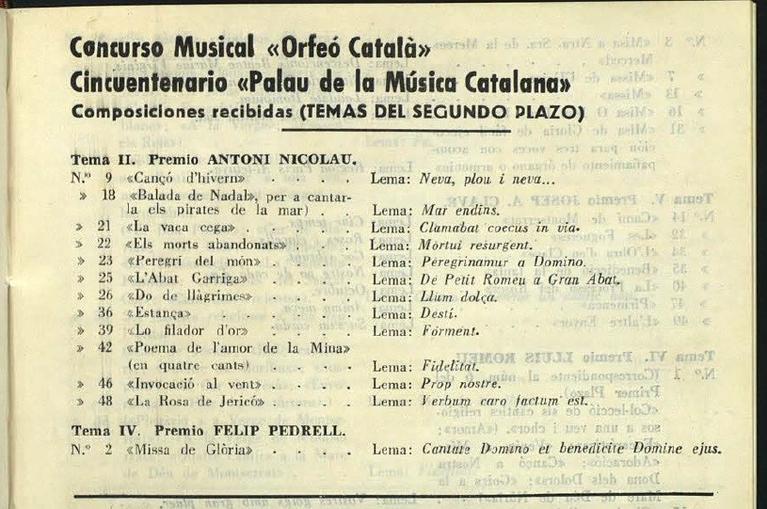 Concurso Musical «Orfeó Català»
Cincuentenario «Palau de la Música Catalana»
Composiciones recibidas (TEMAS DEL SEGUNDO PLAZO)
Tema II. Premio ANTONI NICOLAU.
N.º 9 «Cançó d'hivern» . . . . Lema: Neva, plou i neva...
» 18 «Balada de Nadal», per a cantar-
la els pirates de la mar) . . Lema: Mar endins.
» 21 «La vaca cega» . . . . Lema: Clamabat coecus in via.
» 22 «Els morts abandonats» . . . Lema: Mortui resurgent.
» 23 «Peregrí del món» . . . . Lema: Peregrinamur a Domino.
» 25 «L'Abat Garriga» . . . . Lema: De Petit Romeu a Gran Abat.
» 26 «Do de llàgrimes» . . . . Lema: Llum dolça.
» 36 «Estança» . . . . . Lema: Destí.
» 39 «Lo filador d'or» . . . . Lema: Forment.
» 42 «Poema de l'amor de la Mina»
(en quatre cants) . . . . Lema: Fidelitat.
» 46 «Invocació al vent» . . . . Lema: Prop nostre.
» 48 «La Rosa de Jericó» . . . . Lema: Verbum caro factum est.
Tema IV. Premio FELIP PEDRELL.
N.º 2 «Missa de Glòria» . . . . Lema: Cantate Domino et benedicite Domine ejus.